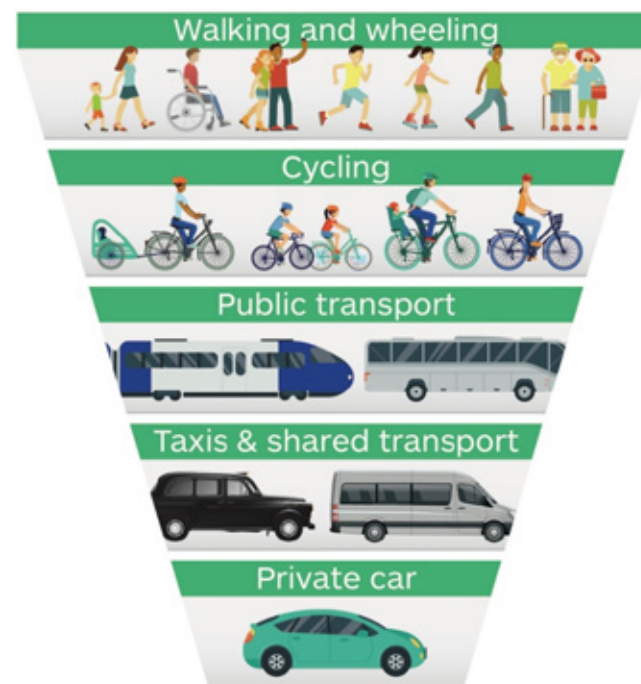 Walking and wheeling
Cycling
Public transport
Taxis & shared transport
Private car